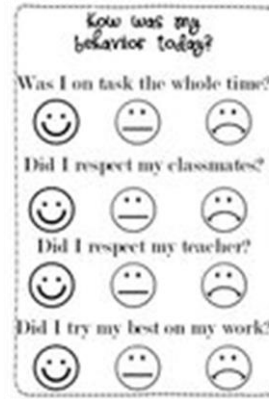 How was my
behavior today?
Was I on task the whole time?
Did I respect my classmates?
Did I respect my teacher?
Did I try my best on my work?